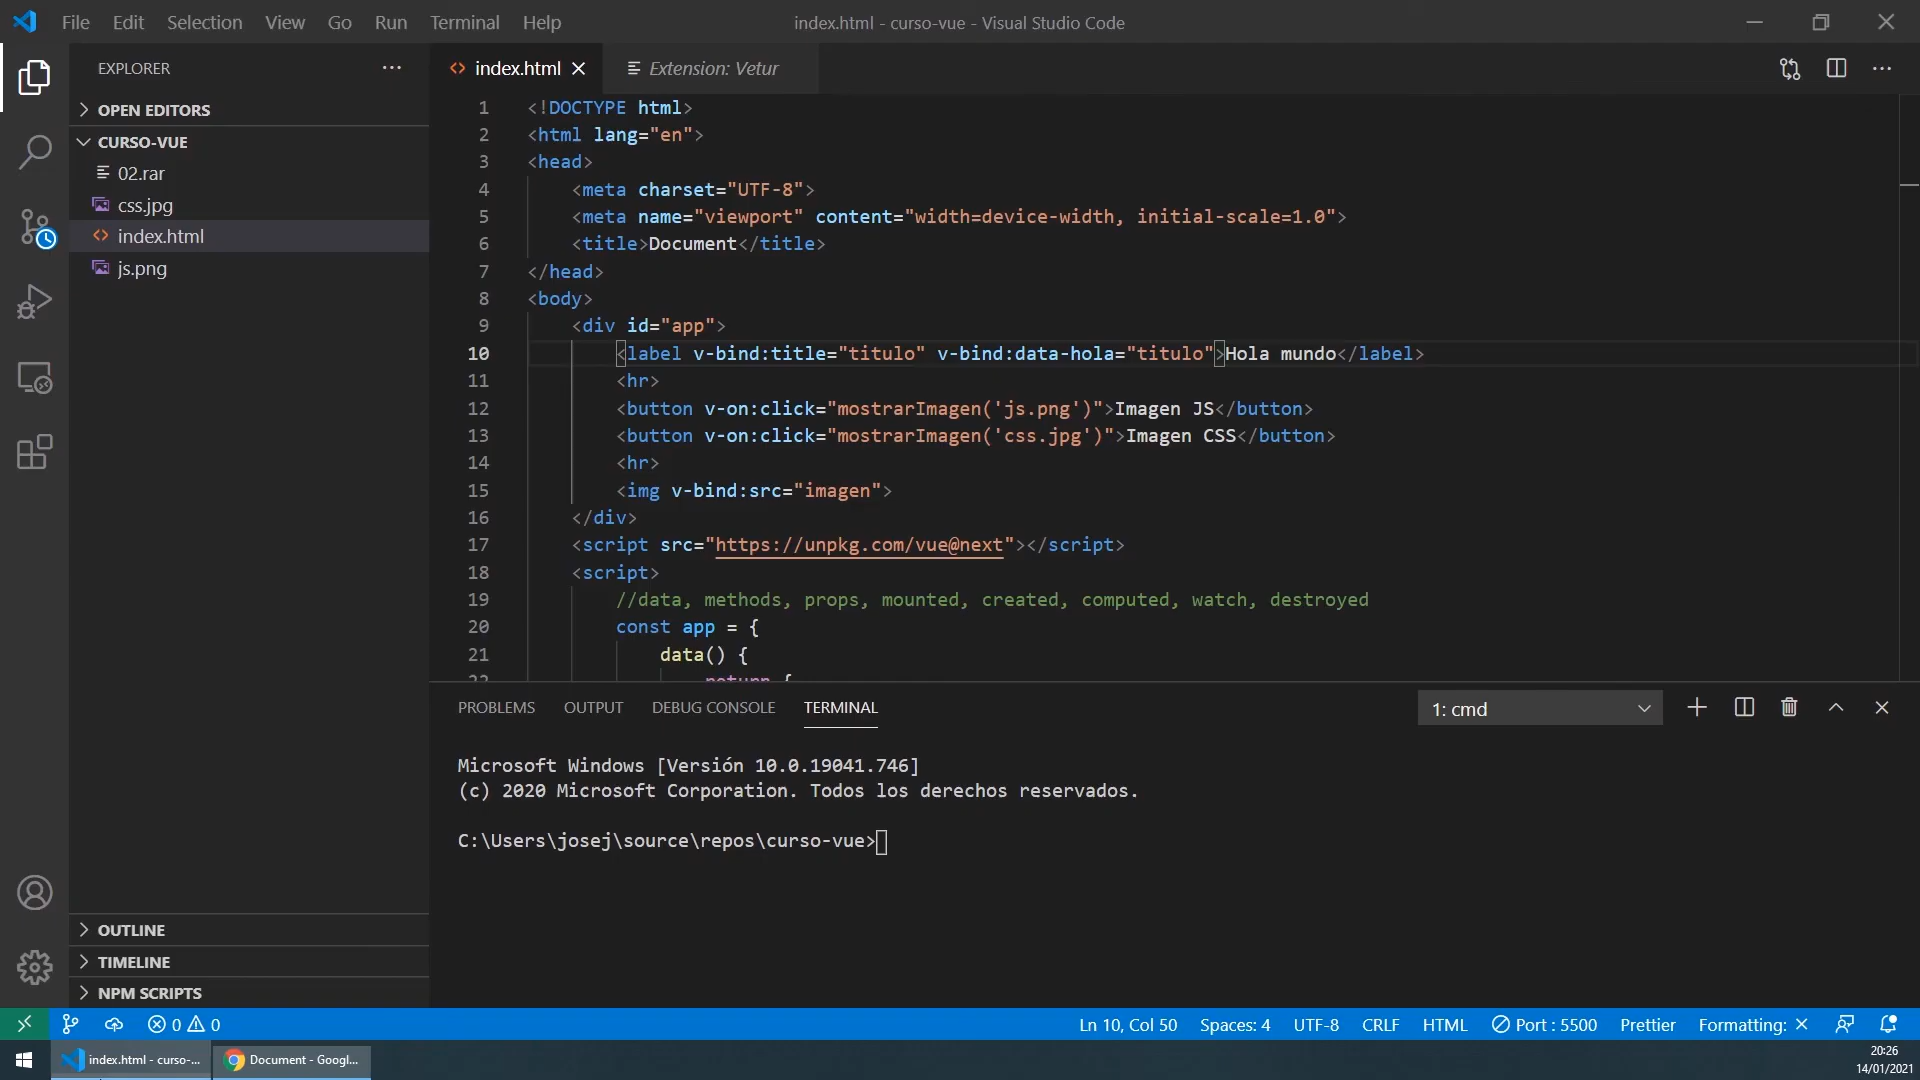 File Edit Selection View Go Run Terminal Help
index.html - curso-vue - Visual Studio Code
EXPLORER
OPEN EDITORS
CURSO-VUE
02.rar
css.jpg
index.html
js.png
OUTLINE
TIMELINE
NPM SCRIPTS
index.html
Extension: Vetur
1 <!DOCTYPE html>
2 <html lang="en">
3 <head>
4 <meta charset="UTF-8">
5 <meta name="viewport" content="width=device-width, initial-scale=1.0">
6 <title>Document</title>
7 </head>
8 <body>
9 <div id="app">
10 <label v-bind:title="titulo" v-bind:data-hola="titulo">Hola mundo</label>
11 <hr>
12 <button v-on:click="mostrarImagen('js.png')">Imagen JS</button>
13 <button v-on:click="mostrarImagen('css.jpg')">Imagen CSS</button>
14 <hr>
15 <img v-bind:src="imagen">
16 </div>
17 <script src="https://unpkg.com/vue@next"></script>
18 <script>
19 //data, methods, props, mounted, created, computed, watch, destroyed
20 const app = {
21 data() {
22 return {
PROBLEMS OUTPUT DEBUG CONSOLE TERMINAL
1: cmd
Microsoft Windows [Versión 10.0.19041.746]
(c) 2020 Microsoft Corporation. Todos los derechos reservados.
C:\Users\josej\source\repos\curso-vue>
0 0
Ln 10, Col 50 Spaces: 4 UTF-8 CRLF HTML Port : 5500 Prettier Formatting: ✕
index.html - curso-...
Document - Googl...
20:26
14/01/2021